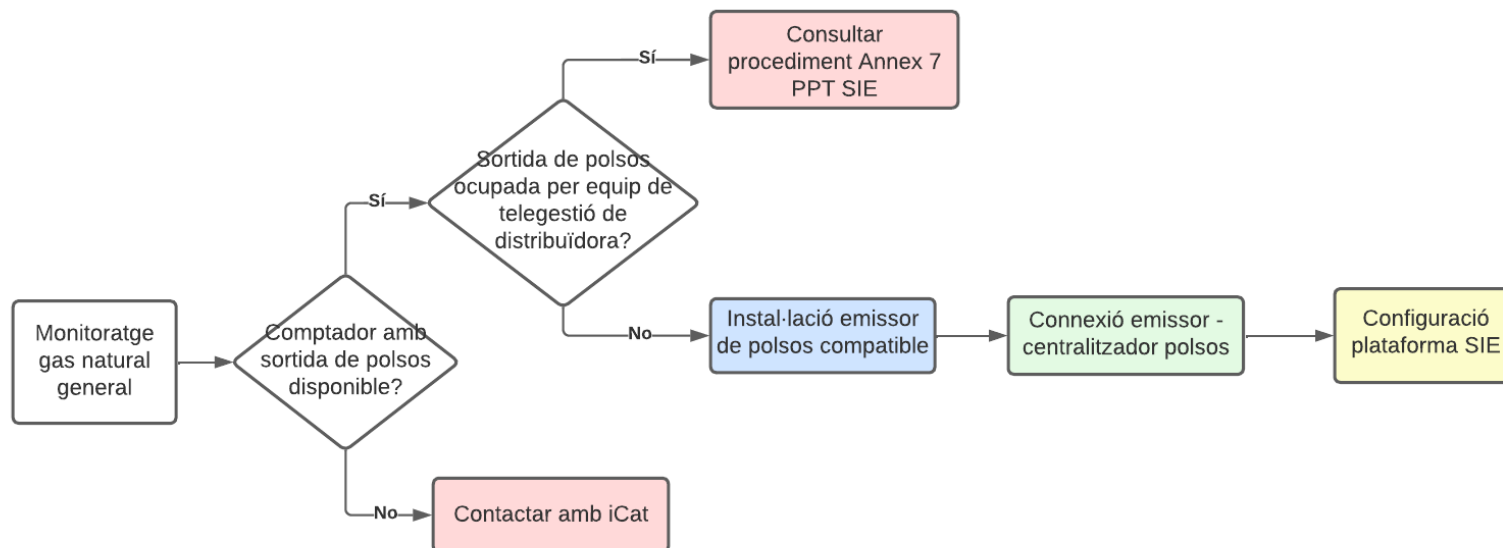 Consultar
procediment Annex 7
PPT SIE
Sí
Sortida de polsos
ocupada per equip de
telegestió de
distribuïdora?
Sí
No
Instal·lació emissor
de polsos compatible
Connexió emissor -
centralitzador polsos
Configuració
plataforma SIE
Monitoratge
gas natural
general
Comptador amb
sortida de polsos
disponible?
No
Contactar amb iCat